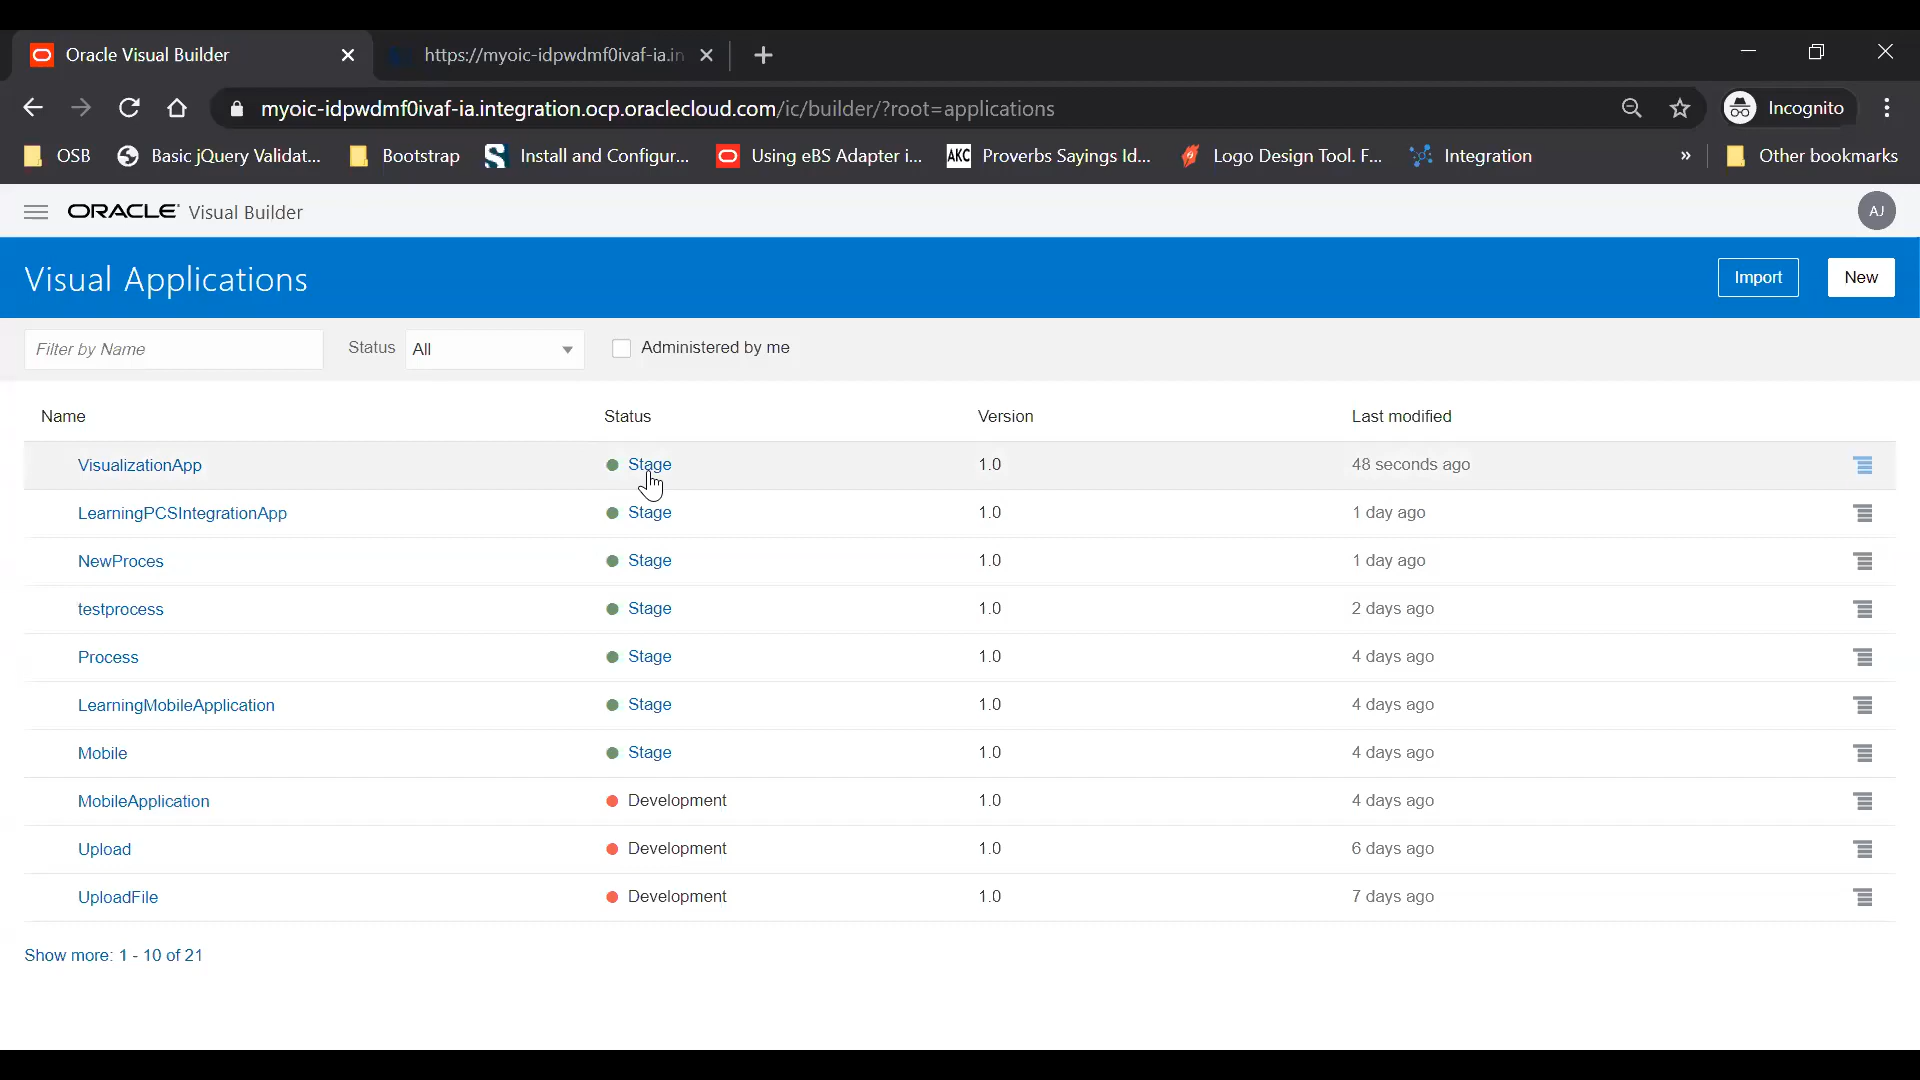 Oracle Visual Builder
https://myoic-idpwdmf0ivaf-ia.in
myoic-idpwdmf0ivaf-ia.integration.ocp.oraclecloud.com/ic/builder/?root=applications
Incognito
OSB
Basic jQuery Validat...
Bootstrap
Install and Configur...
Using eBS Adapter i...
AKC Proverbs Sayings Id...
Logo Design Tool. F...
Integration
»
Other bookmarks
ORACLE Visual Builder
AJ
Visual Applications
Import
New
Filter by Name
Status All
Administered by me
Name Status Version Last modified
VisualizationApp Stage 1.0 48 seconds ago
LearningPCSIntegrationApp Stage 1.0 1 day ago
NewProces Stage 1.0 1 day ago
testprocess Stage 1.0 2 days ago
Process Stage 1.0 4 days ago
LearningMobileApplication Stage 1.0 4 days ago
Mobile Stage 1.0 4 days ago
MobileApplication Development 1.0 4 days ago
Upload Development 1.0 6 days ago
UploadFile Development 1.0 7 days ago
Show more: 1 - 10 of 21